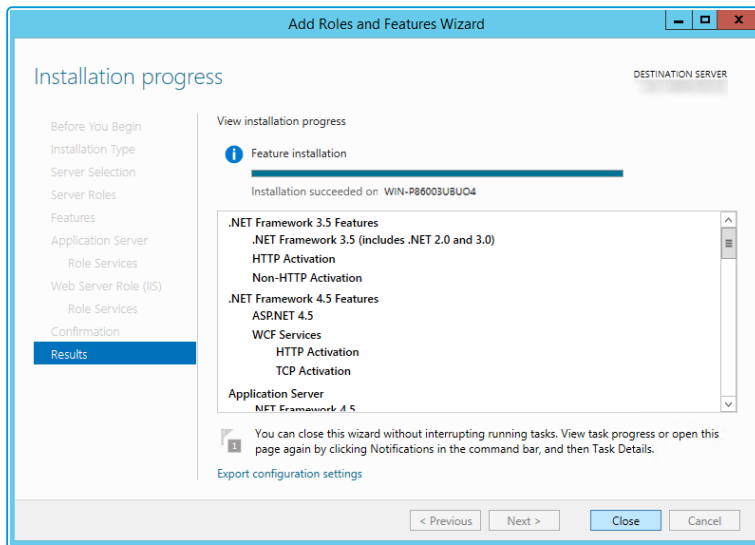 Add Roles and Features Wizard
Installation progress
DESTINATION SERVER
Before You Begin
Installation Type
Server Selection
Server Roles
Features
Application Server
Role Services
Web Server Role (IIS)
Role Services
Confirmation
Results
View installation progress
Feature installation
Installation succeeded on WIN-P86003UBUO4
.NET Framework 3.5 Features
.NET Framework 3.5 (includes .NET 2.0 and 3.0)
HTTP Activation
Non-HTTP Activation
.NET Framework 4.5 Features
ASP.NET 4.5
WCF Services
HTTP Activation
TCP Activation
Application Server
.NET Framework 4.5
1
You can close this wizard without interrupting running tasks. View task progress or open this
page again by clicking Notifications in the command bar, and then Task Details.
Export configuration settings
< Previous
Next >
Close
Cancel